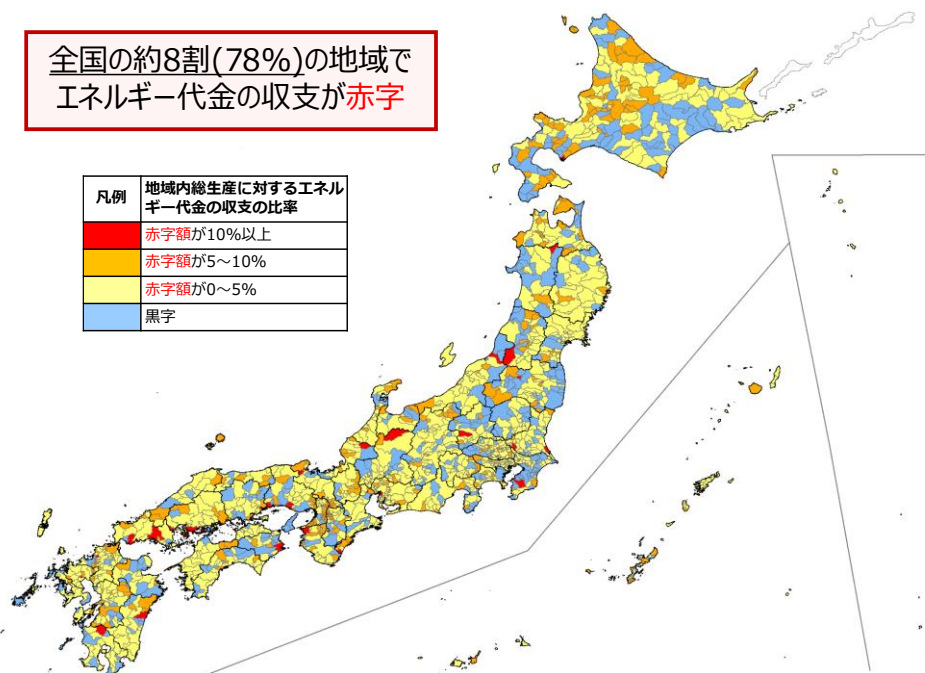 全国の約8割(78%)の地域で
エネルギー代金の収支が赤字
凡例
地域内総生産に対するエネル
ギー代金の収支の比率
赤字額が10%以上
赤字額が5～10%
赤字額が0～5%
黒字